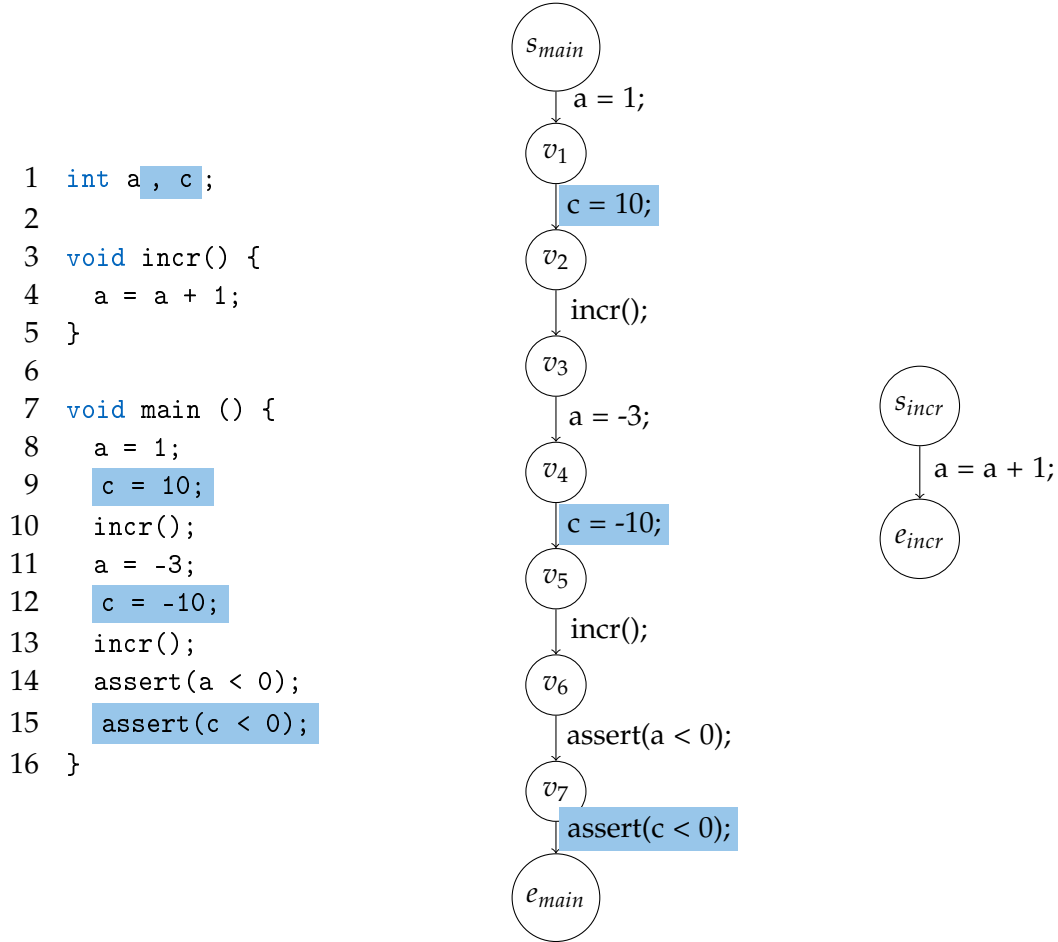 1 int a , c ;
2
3 void incr() {
4 a = a + 1;
5 }
6
7 void main () {
8 a = 1;
9 c = 10;
10 incr();
11 a = -3;
12 c = -10;
13 incr();
14 assert(a < 0);
15 assert(c < 0);
16 }
s_main
a = 1;
v_1
c = 10;
v_2
incr();
v_3
a = -3;
v_4
c = -10;
v_5
incr();
v_6
assert(a < 0);
v_7
assert(c < 0);
e_main
s_incr
a = a + 1;
e_incr